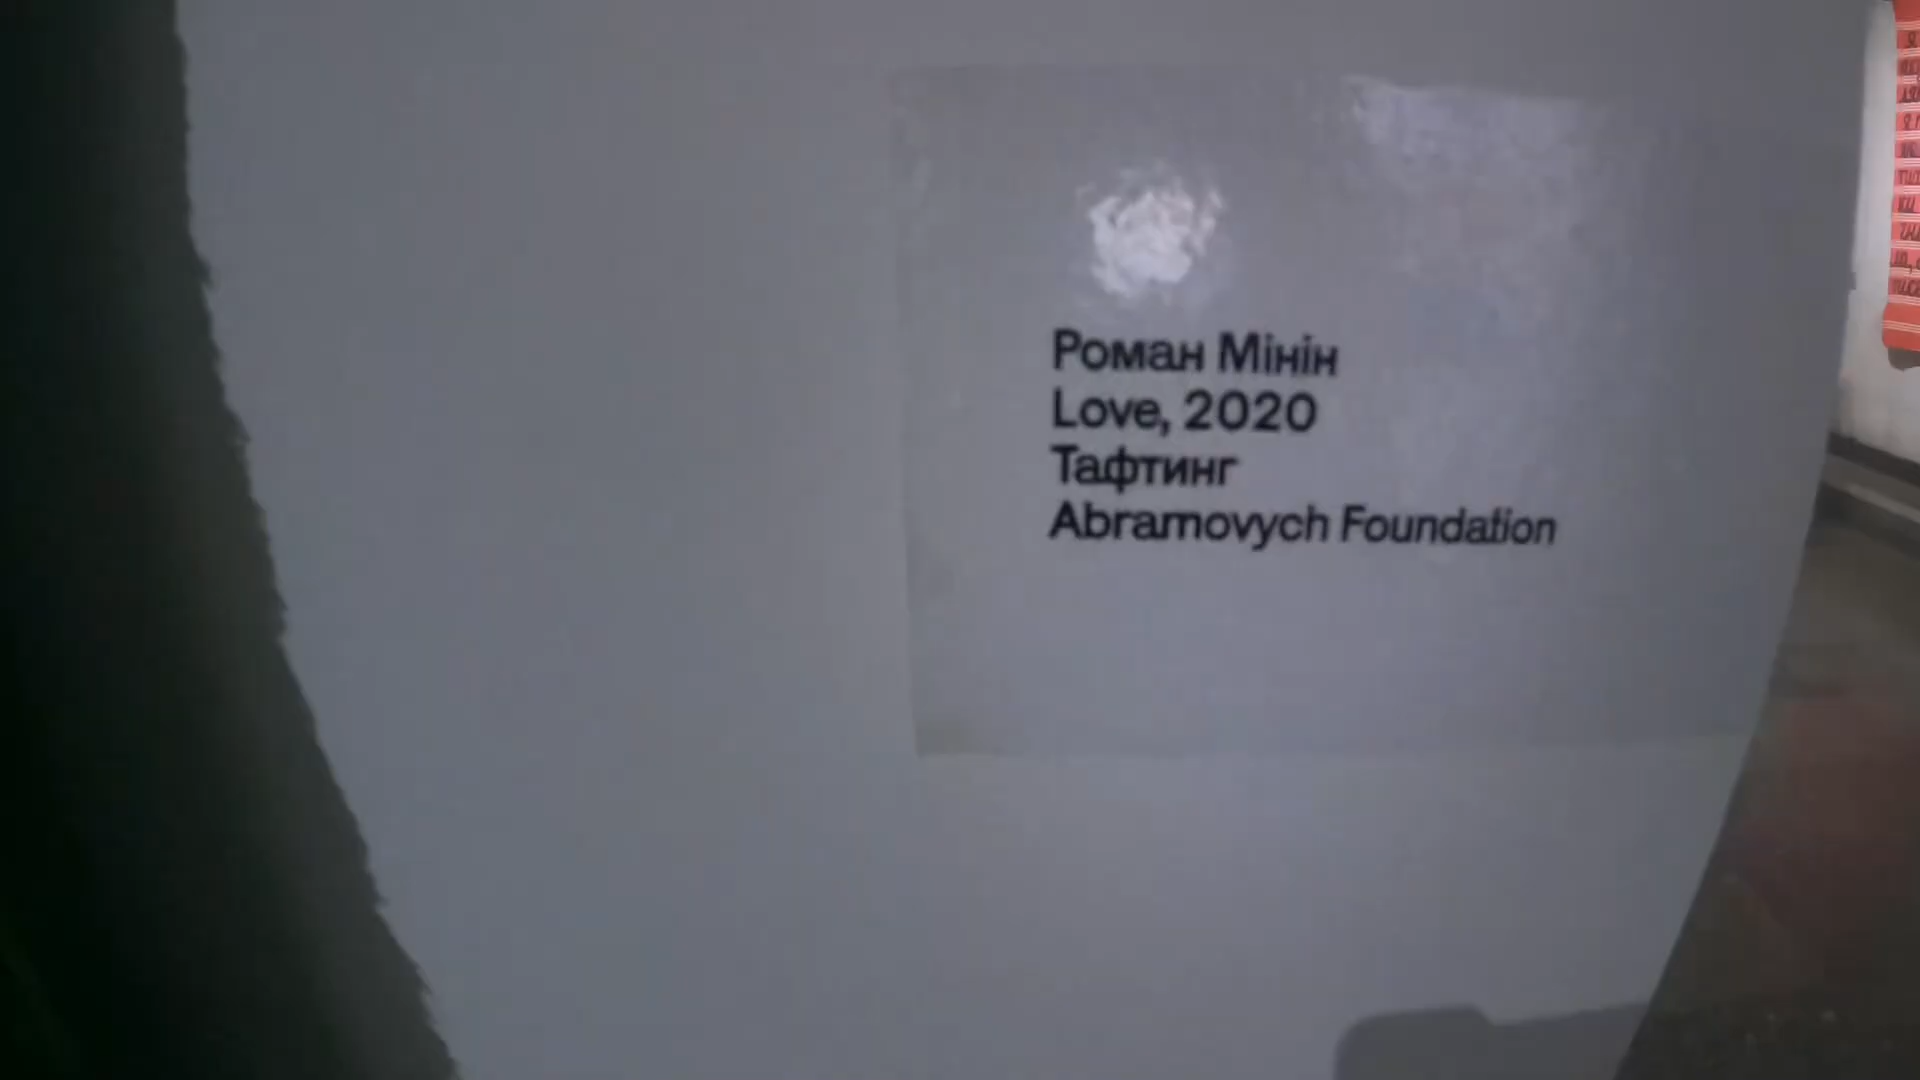 Роман Мінін
Love, 2020
Тафтинг
Abramovych Foundation